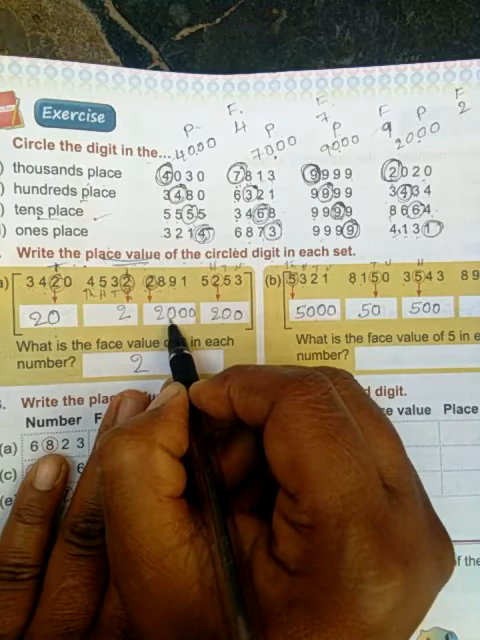 Exercise
F. F. F F
4 7 9 2
P- P P P
4000 7000 9000 2000
Circle the digit in the...
thousands place 4030 7813 9999 2020
hundreds place 3480 6321 9999 3434
tens place 5555 3468 9999 8664
ones place 3214 6873 9999 4131
Write the place value of the circled digit in each set.
3420 4532 2891 5253 (b) 5321 8150 3543 89
Th H T
20 2 2000 200 5000 50 500
What is the face value in each What is the face value of 5 in e
number? 2 number?
Write the digit.
Number F value Place
(a) 6823
(c) 6
(e
of the